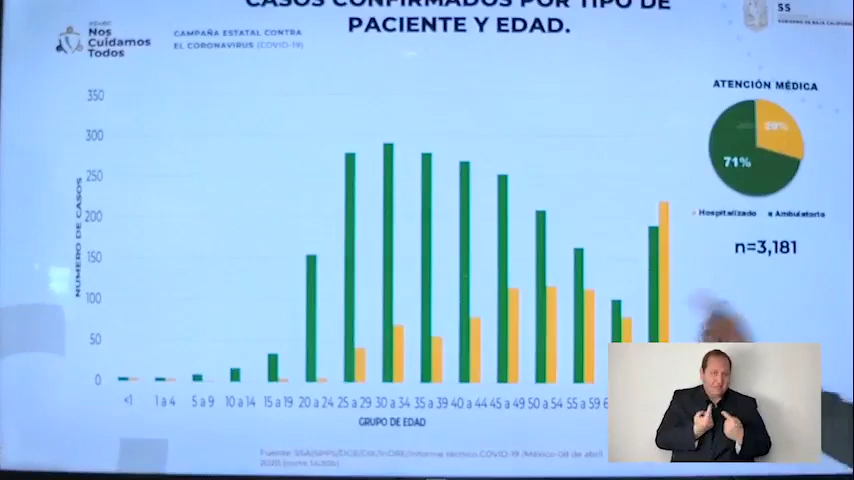 CASOS CONFIRMADOS POR TIPO DE
PACIENTE Y EDAD.
Nos
Cuidamos
Todos
CAMPAÑA ESTATAL CONTRA
EL CORONAVIRUS (COVID-19)
SS
ATENCIÓN MÉDICA
29%
71%
Hospitalizado
Ambulatorio
n=3,181
NUMERO DE CASOS
350
300
250
200
150
100
50
0
<1
1 a 4
5 a 9
10 a 14
15 a 19
20 a 24
25 a 29
30 a 34
35 a 39
40 a 44
45 a 49
50 a 54
55 a 59
GRUPO DE EDAD